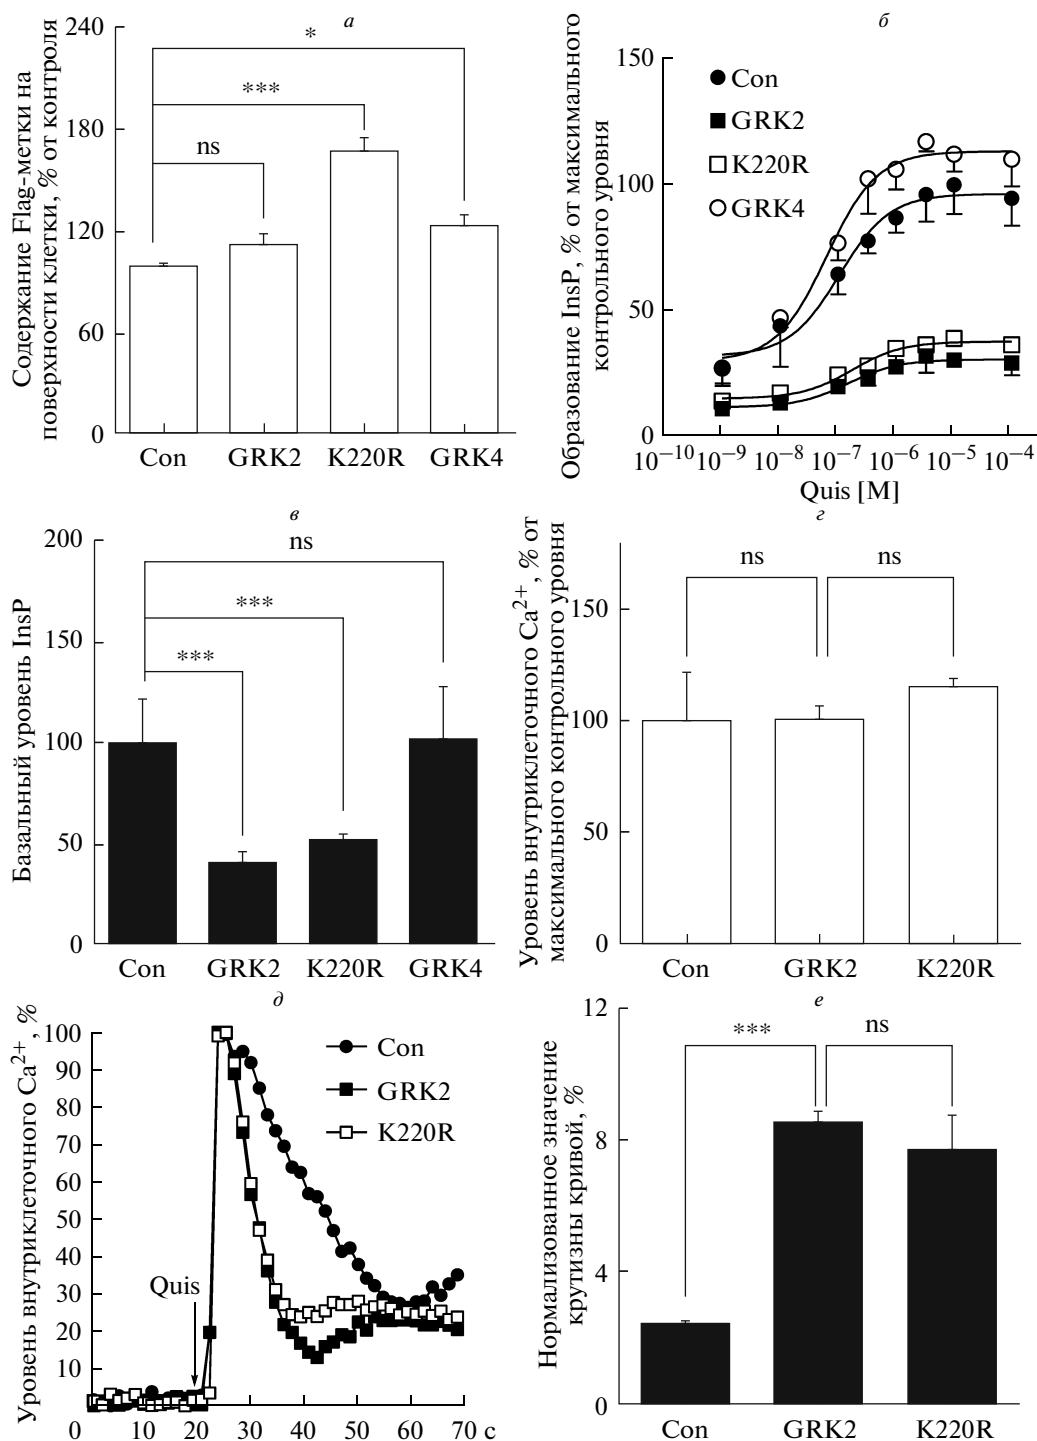 а
Содержание Flag-метки на
поверхности клетки, % от контроля
240
180
120
60
0
*
***
ns
Con GRK2 K220R GRK4
б
Образование InsP, % от максимального
контрольного уровня
150
100
50
0
Con
GRK2
K220R
GRK4
10−10 10−9 10−8 10−7 10−6 10−5 10−4
Quis [M]
в
Базальный уровень InsP
200
150
100
50
0
ns
***
***
Con GRK2 K220R GRK4
г
Уровень внутриклеточного Ca2+, % от
максимального контрольного уровня
150
100
50
0
ns ns
Con GRK2 K220R
д
Уровень внутриклеточного Ca2+, %
100
90
80
70
60
50
40
30
20
10
Con
GRK2
K220R
Quis
0 10 20 30 40 50 60 70 с
е
Нормализованное значение
крутизны кривой, %
12
8
4
0
*** ns
Con GRK2 K220R